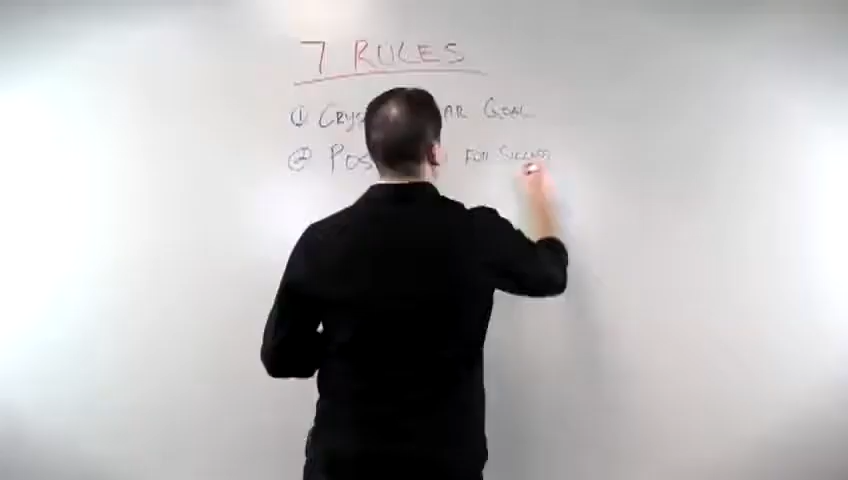 7 RULES
① CRYS AR GOAL
② POS FOR SUCCESS